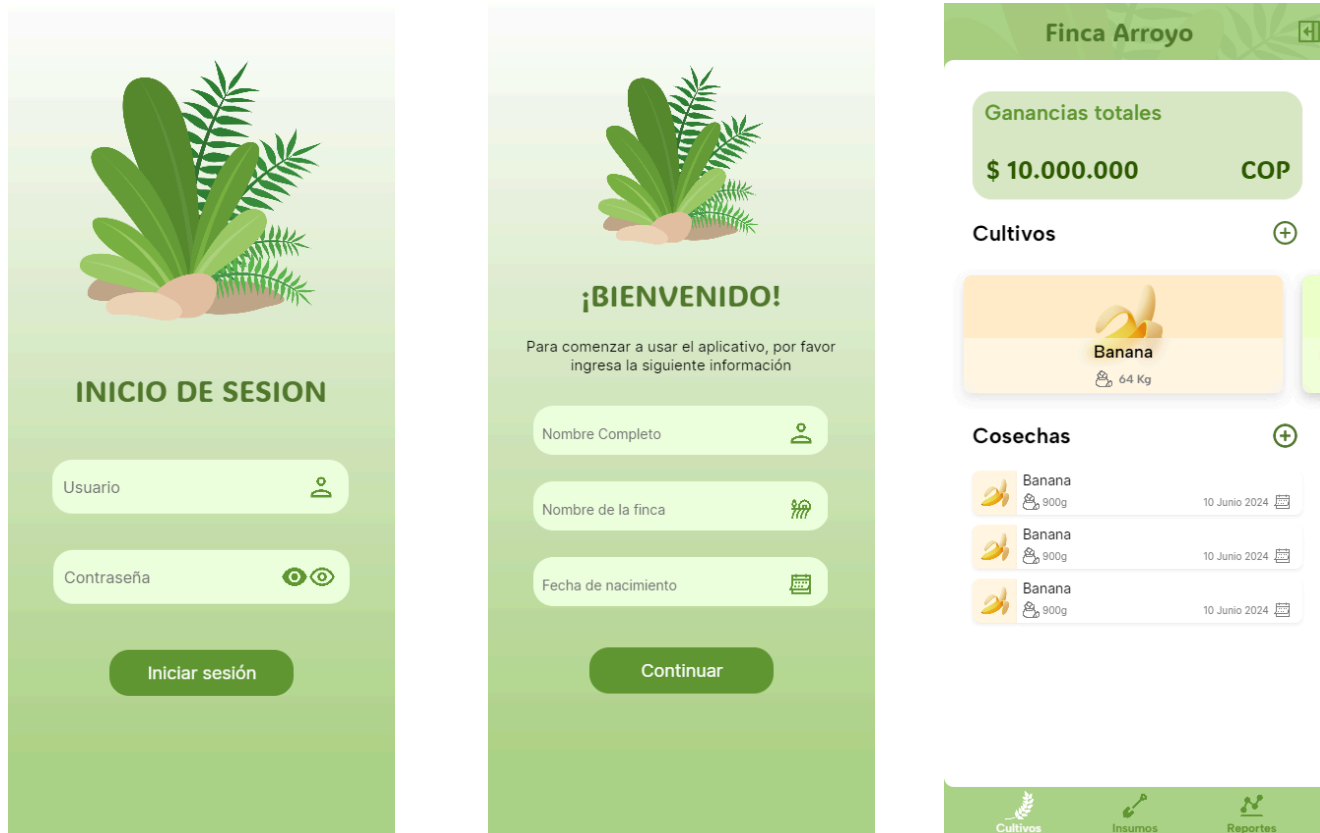 INICIO DE SESION
Usuario
Contraseña
Iniciar sesión
¡BIENVENIDO!
Para comenzar a usar el aplicativo, por favor
ingresa la siguiente información
Nombre Completo
Nombre de la finca
Fecha de nacimiento
Continuar
Finca Arroyo
Ganancias totales
$ 10.000.000 COP
Cultivos
Banana
64 Kg
Cosechas
Banana
900g 10 Junio 2024
Banana
900g 10 Junio 2024
Banana
900g 10 Junio 2024
Cultivos Insumos Reportes